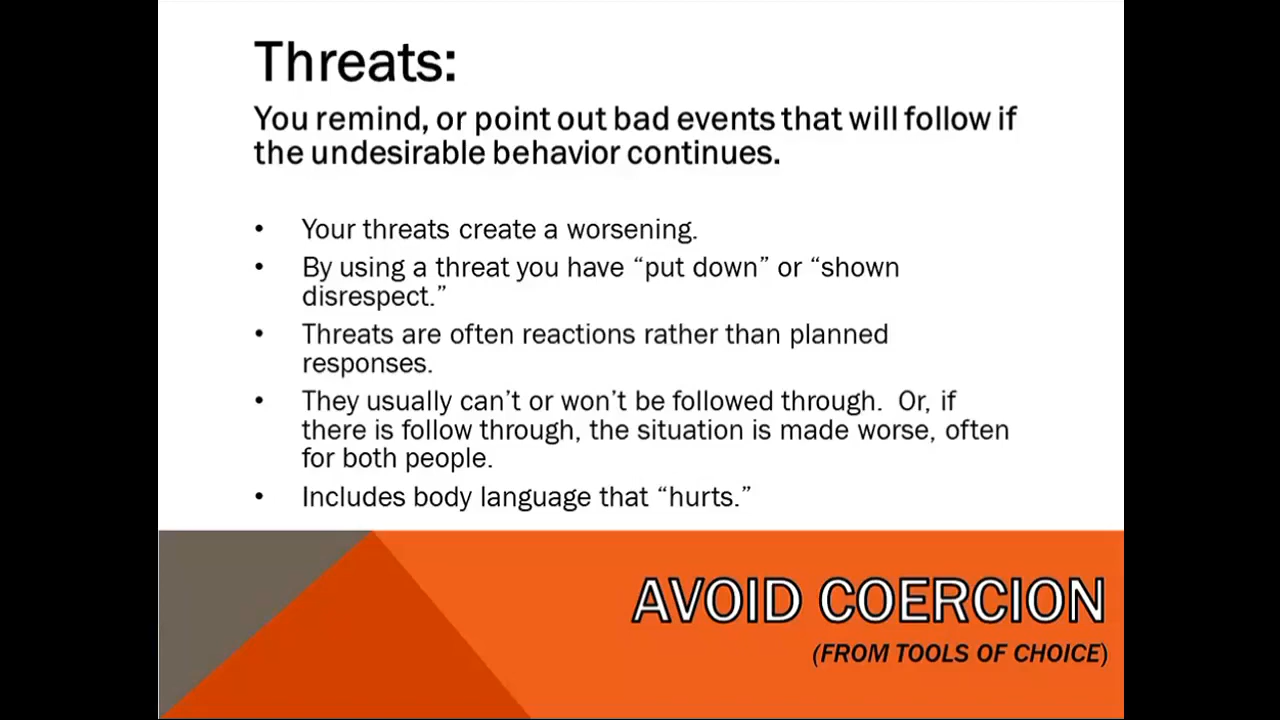 Threats:
You remind, or point out bad events that will follow if
the undesirable behavior continues.
• Your threats create a worsening.
• By using a threat you have “put down” or “shown
disrespect.”
• Threats are often reactions rather than planned
responses.
• They usually can’t or won’t be followed through.  Or, if
there is follow through, the situation is made worse, often
for both people.
• Includes body language that “hurts.”
AVOID COERCION
(FROM TOOLS OF CHOICE)